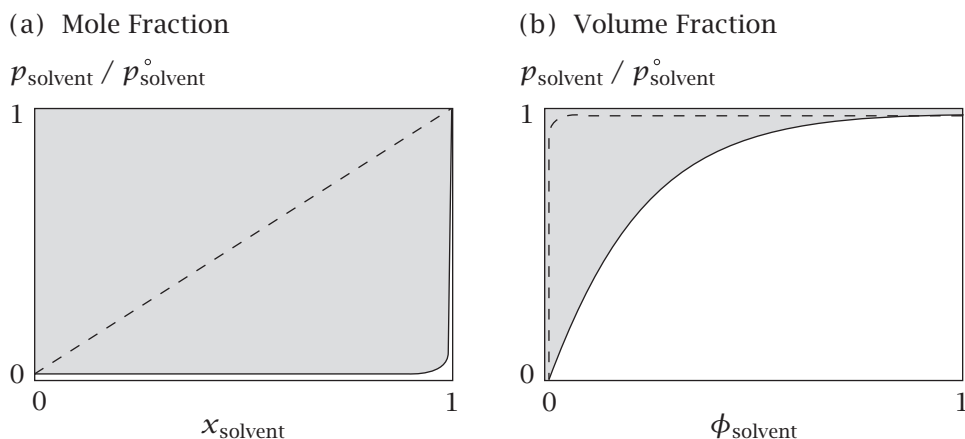 (a) Mole Fraction
p_solvent / p°_solvent
1
0
0 1
x_solvent
(b) Volume Fraction
p_solvent / p°_solvent
1
0
0 1
ϕ_solvent